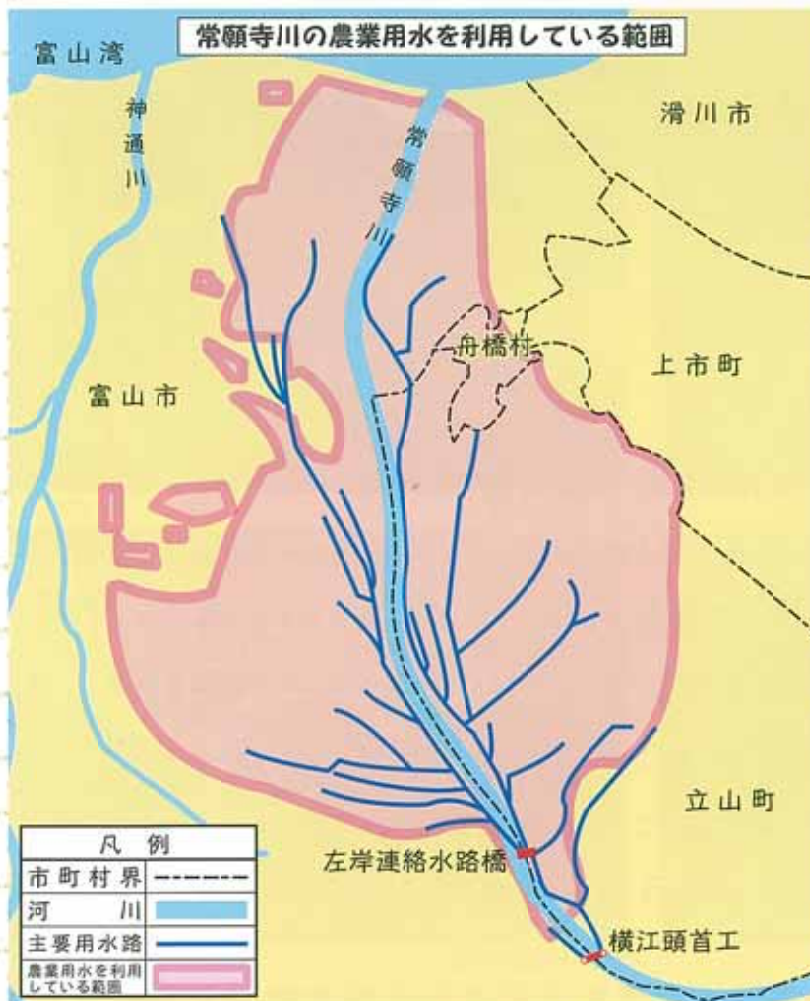 常願寺川の農業用水を利用している範囲
富山湾
神通川
常願寺川
滑川市
舟橋村
上市町
富山市
立山町
左岸連絡水路橋
横江頭首工
凡 例
市町村界
河 川
主要用水路
農業用水を利用
している範囲